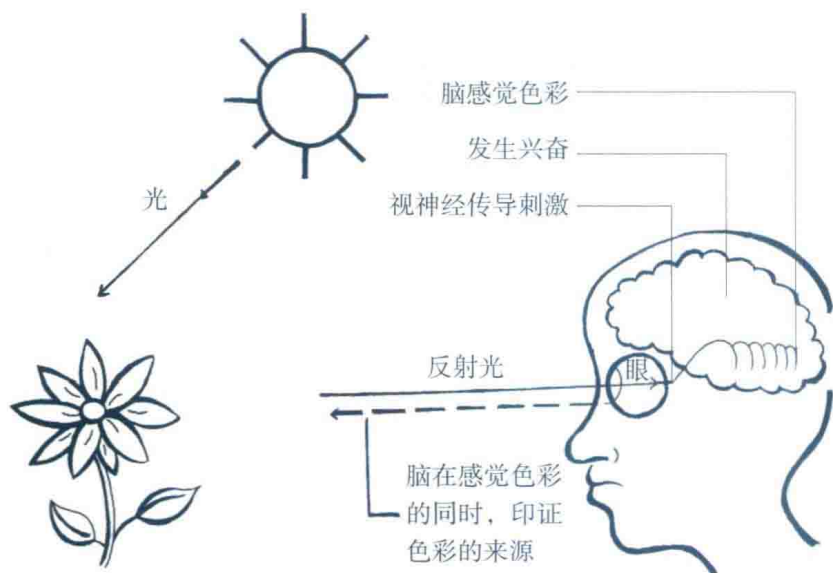 脑感觉色彩
发生兴奋
视神经传导刺激
光
反射光
眼
脑在感觉色彩
的同时，印证
色彩的来源